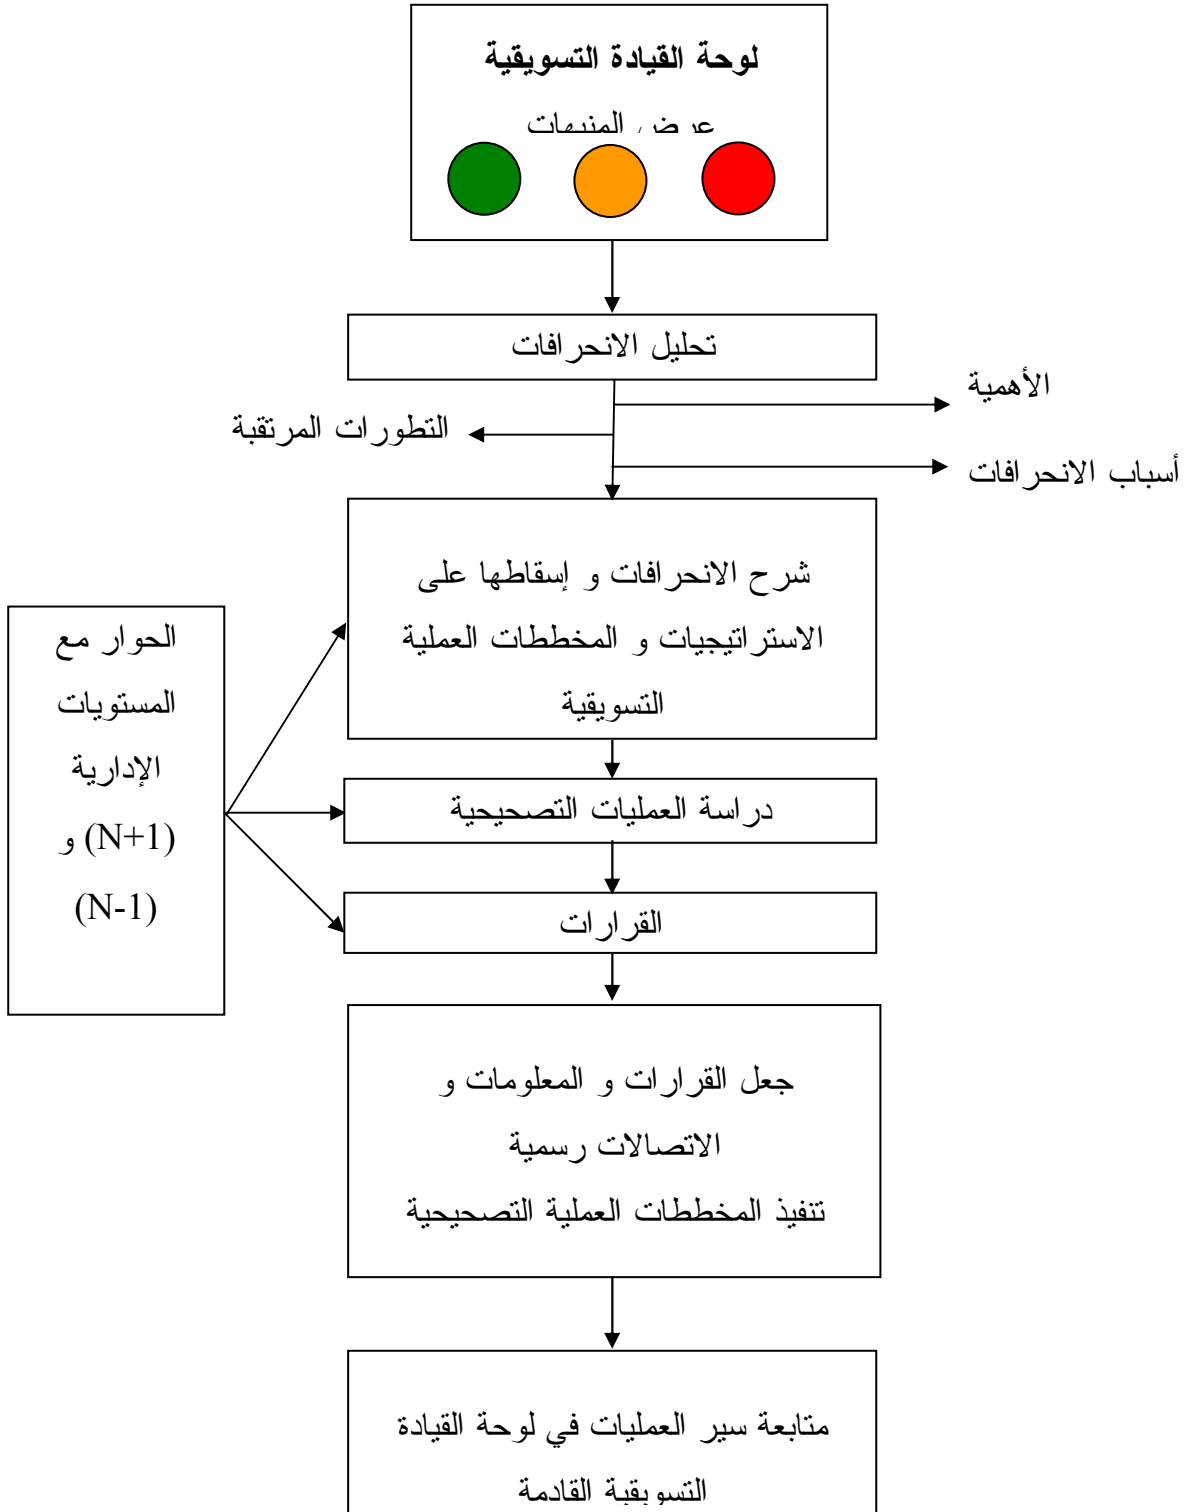 لوحة القيادة التسويقية
عرض المنبهات
تحليل الانحرافات
الأهمية
التطورات المرتقبة
أسباب الانحرافات
شرح الانحرافات و إسقاطها على
الاستراتيجيات و المخططات العملية
التسويقية
الحوار مع
المستويات
الإدارية
(N+1) و
(N-1)
دراسة العمليات التصحيحية
القرارات
جعل القرارات و المعلومات و
الاتصالات رسمية
تنفيذ المخططات العملية التصحيحية
متابعة سير العمليات في لوحة القيادة
التسويقية القادمة